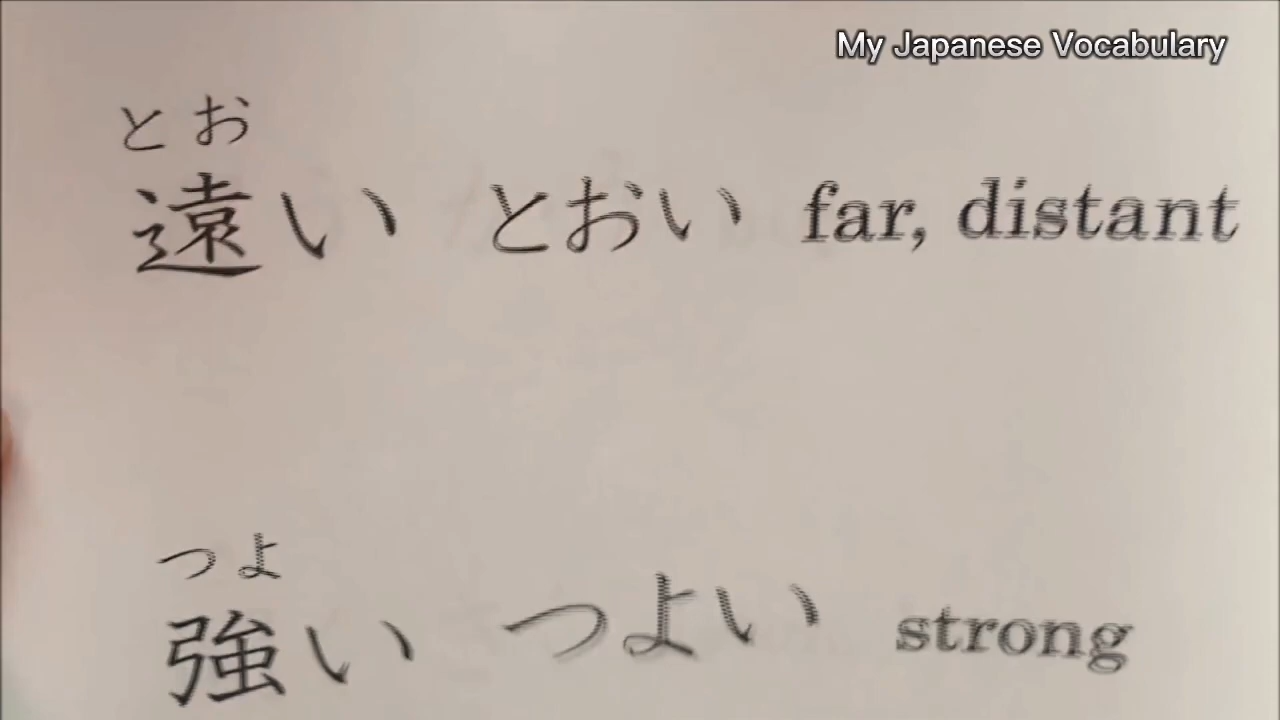 My Japanese Vocabulary
とお
遠い とおい far, distant
つよ
強い つよい strong